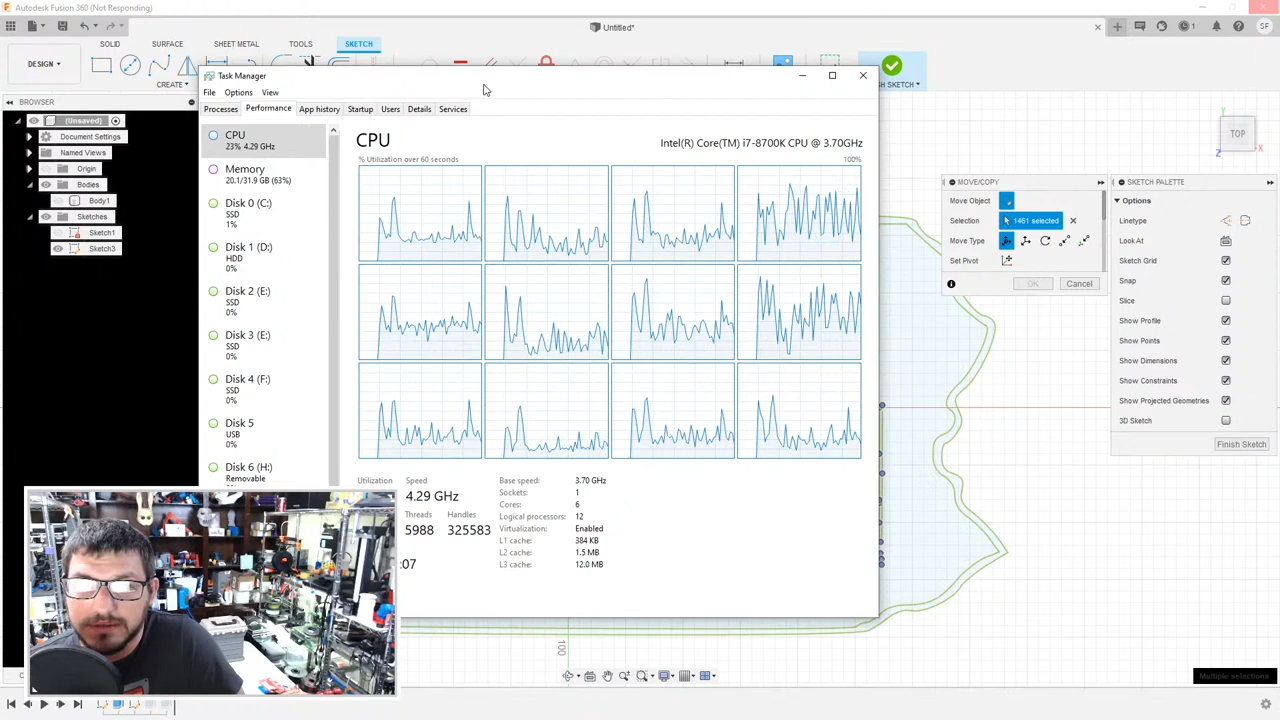 Autodesk Fusion 360 (Not Responding)
Untitled*
1
SF
SOLID
SURFACE
SHEET METAL
TOOLS
SKETCH
DESIGN
CREATE
SH SKETCH
BROWSER
(Unsaved)
Document Settings
Named Views
Origin
Bodies
Body1
Sketches
Sketch1
Sketch3
Task Manager
File Options View
Processes Performance App history Startup Users Details Services
CPU
23% 4.29 GHz
Memory
20.1/31.9 GB (63%)
Disk 0 (C:)
SSD
1%
Disk 1 (D:)
HDD
0%
Disk 2 (E:)
SSD
0%
Disk 3 (E:)
SSD
0%
Disk 4 (F:)
SSD
0%
Disk 5
USB
0%
Disk 6 (H:)
Removable
CPU
Intel(R) Core(TM) i7-8700K CPU @ 3.70GHz
% Utilization over 60 seconds
100%
Utilization Speed
4.29 GHz
Threads Handles
5988 325583
:07
Base speed: 3.70 GHz
Sockets: 1
Cores: 6
Logical processors: 12
Virtualization: Enabled
L1 cache: 384 KB
L2 cache: 1.5 MB
L3 cache: 12.0 MB
Y
TOP
X
Z
MOVE/COPY
Move Object
Selection 1461 selected
Move Type
Set Pivot
OK Cancel
SKETCH PALETTE
Options
Linetype
Look At
Sketch Grid
Snap
Slice
Show Profile
Show Points
Show Dimensions
Show Constraints
Show Projected Geometries
3D Sketch
Finish Sketch
100
Multiple selections